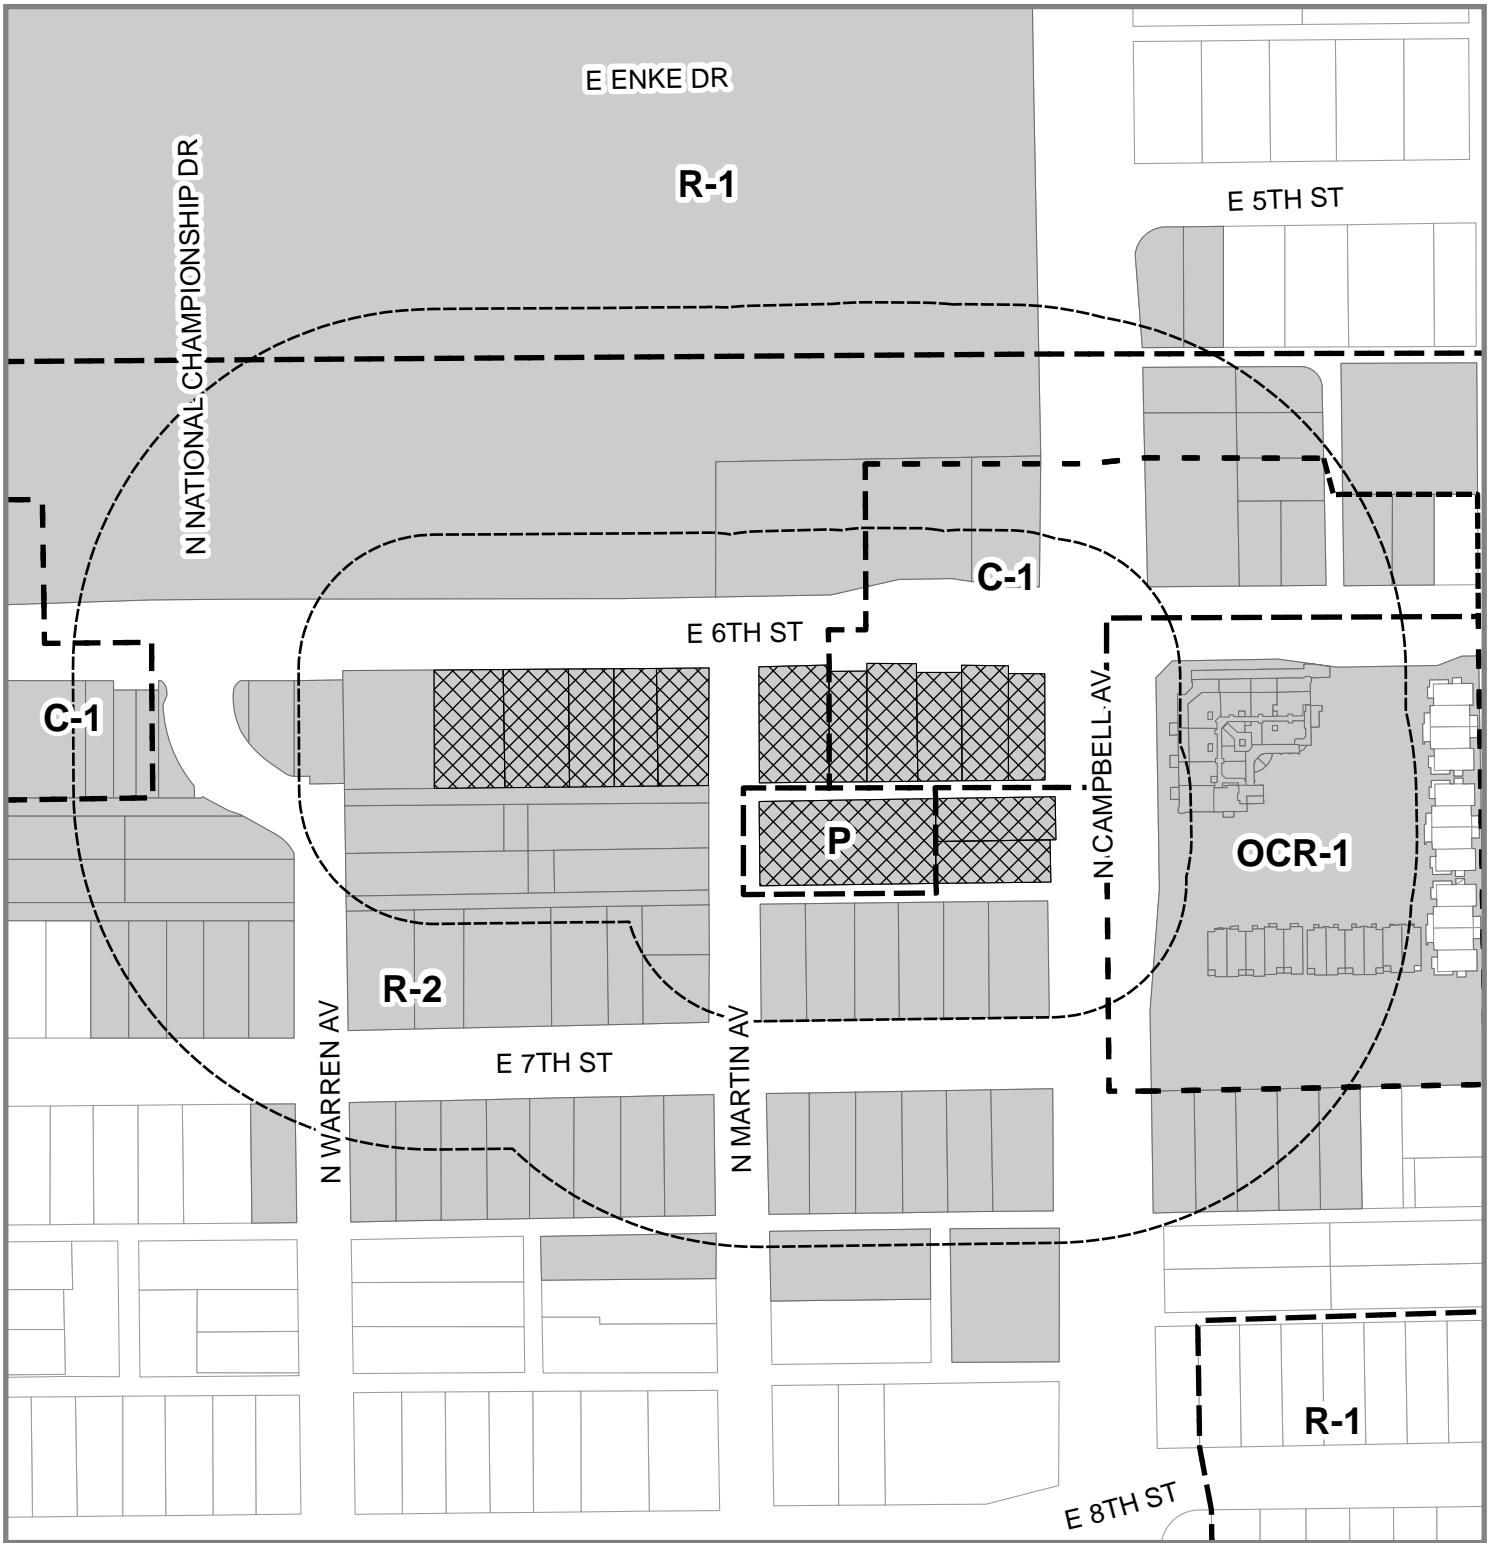 E ENKE DR
N NATIONAL CHAMPIONSHIP DR
R-1
E 5TH ST
C-1
E 6TH ST
C-1
N CAMPBELL AV
P
OCR-1
R-2
N WARREN AV
N MARTIN AV
E 7TH ST
R-1
E 8TH ST